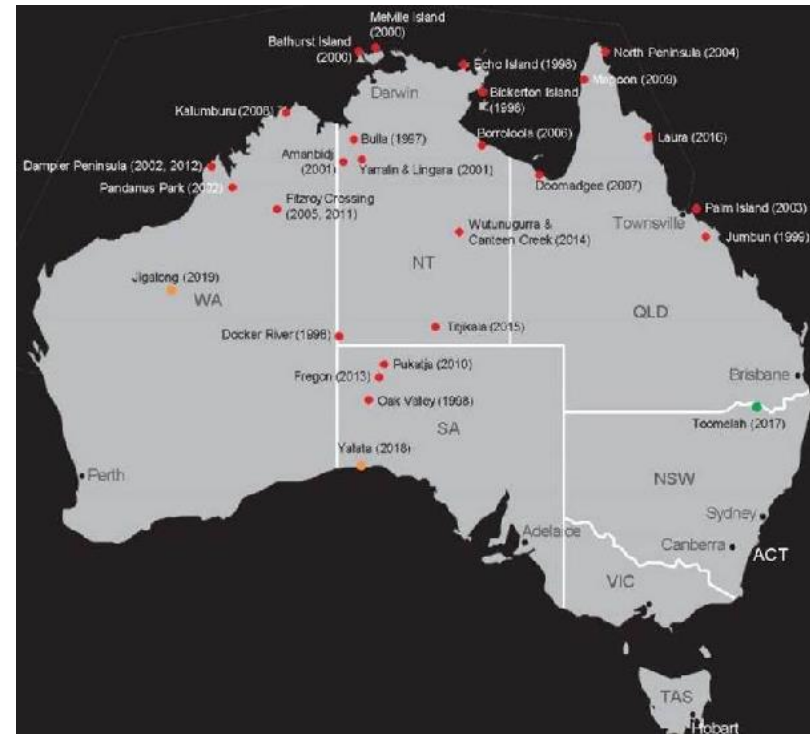 Melville Island
(2000)
Bathurst Island
(2000)
North Peninsula (2004)
Echo Island (1998)
Mapoon (2009)
Darwin
Bickerton Island
(1996)
Kalumburu (2008)
Bulla (1997)
Borroloola (2006)
Laura (2016)
Amanbidj
(2001)
Yarralin & Lingara (2001)
Dampier Peninsula (2002, 2012)
Doomadgee (2007)
Pandanus Park (2002)
Fitzroy Crossing
(2005, 2011)
Palm Island (2003)
Townsville
Wutunugurra &
Canteen Creek (2014)
Jumbun (1999)
NT
Jigalong (2019)
WA
QLD
Titjikala (2015)
Docker River (1996)
Pukatja (2010)
Fregon (2013)
Brisbane
Oak Valley (1998)
Toomelah (2017)
SA
Yalata (2018)
Perth
NSW
Sydney
Adelaide
Canberra
ACT
VIC
TAS
Hobart